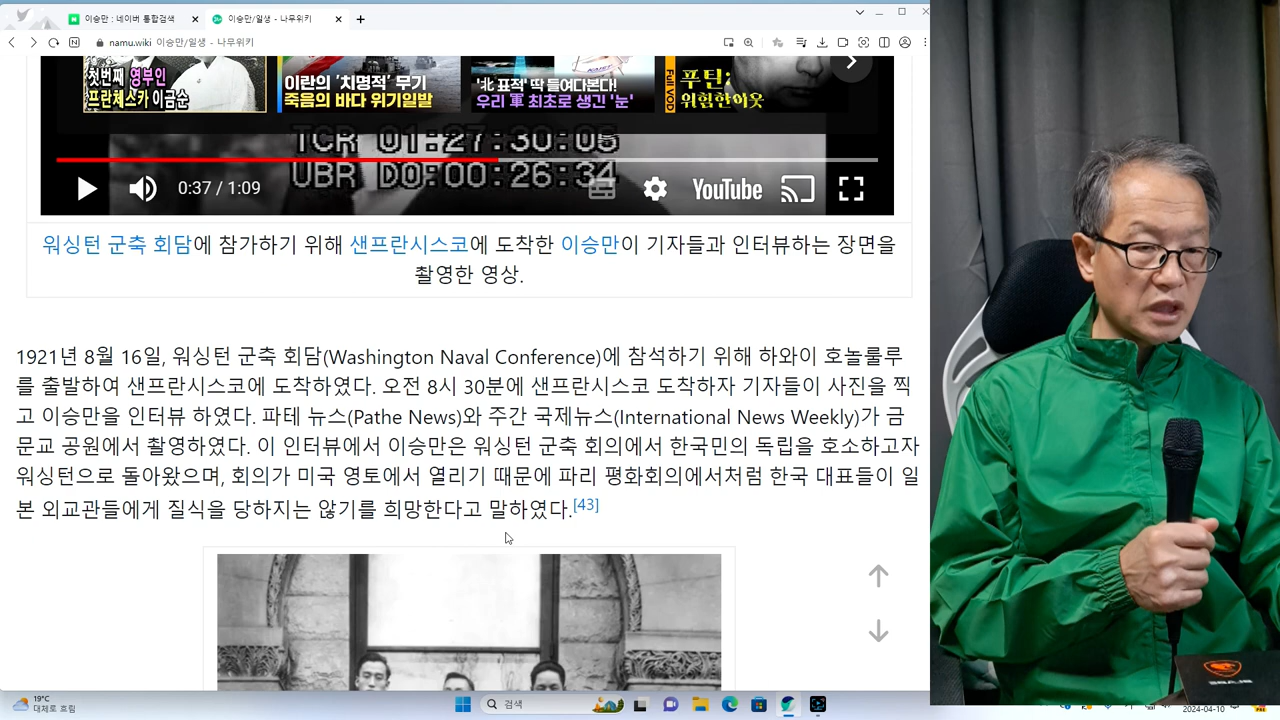 이승만 : 네이버 통합검색
이승만/일생 - 나무위키
namu.wiki 이승만/일생 - 나무위키
첫번째 영부인
프란체스카 이금순
이란의 '치명적' 무기
죽음의 바다 위기일발
'北 표적' 딱 들여다본다!
우리 軍 최초로 생긴 '눈'
Full VOD
푸틴;
위험한아웃
TCR 01:27:30:05
UBR D0:00:26:34
0:37 / 1:09
YouTube
워싱턴 군축 회담에 참가하기 위해 샌프란시스코에 도착한 이승만이 기자들과 인터뷰하는 장면을
촬영한 영상.
1921년 8월 16일, 워싱턴 군축 회담(Washington Naval Conference)에 참석하기 위해 하와이 호놀룰루
를 출발하여 샌프란시스코에 도착하였다. 오전 8시 30분에 샌프란시스코 도착하자 기자들이 사진을 찍
고 이승만을 인터뷰 하였다. 파테 뉴스(Pathe News)와 주간 국제뉴스(International News Weekly)가 금
문교 공원에서 촬영하였다. 이 인터뷰에서 이승만은 워싱턴 군축 회의에서 한국민의 독립을 호소하고자
워싱턴으로 돌아왔으며, 회의가 미국 영토에서 열리기 때문에 파리 평화회의에서처럼 한국 대표들이 일
본 외교관들에게 질식을 당하지는 않기를 희망한다고 말하였다.[43]
19°C
대체로 흐림
검색
2024-04-10